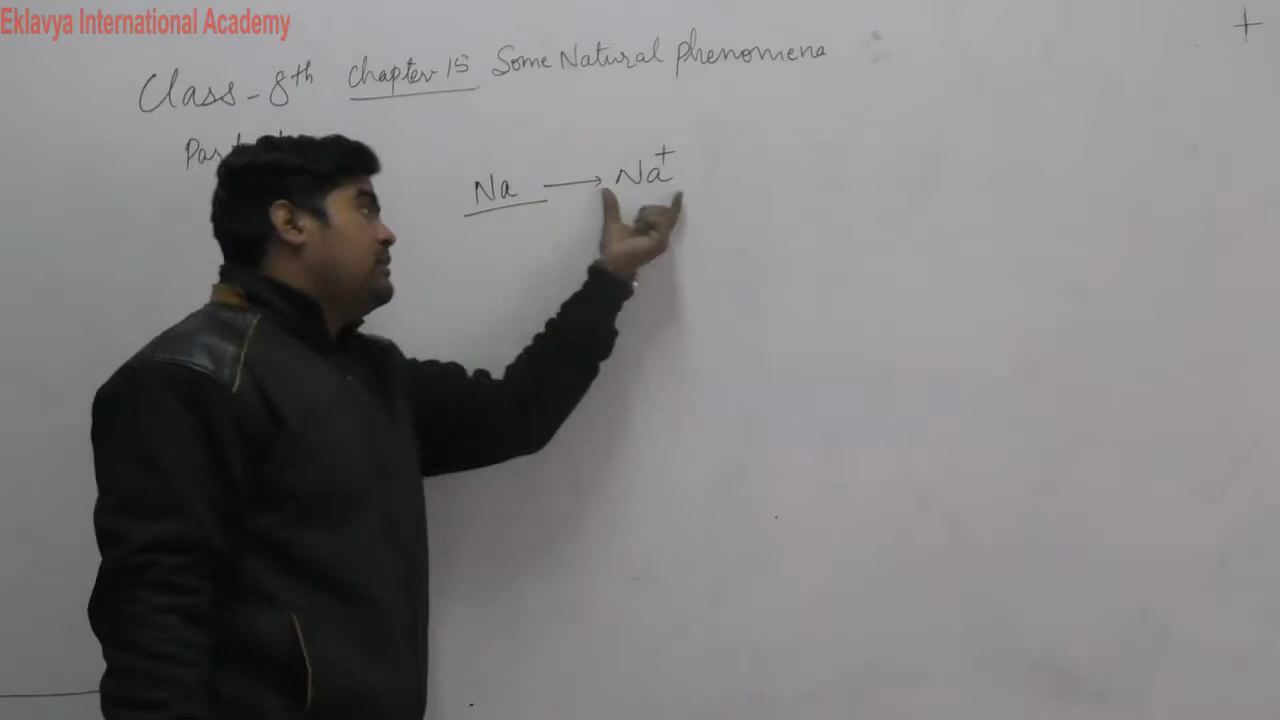 Eklavya International Academy
+
Class - 8th Chapter 15 Some Natural Phenomena
Na → Na+